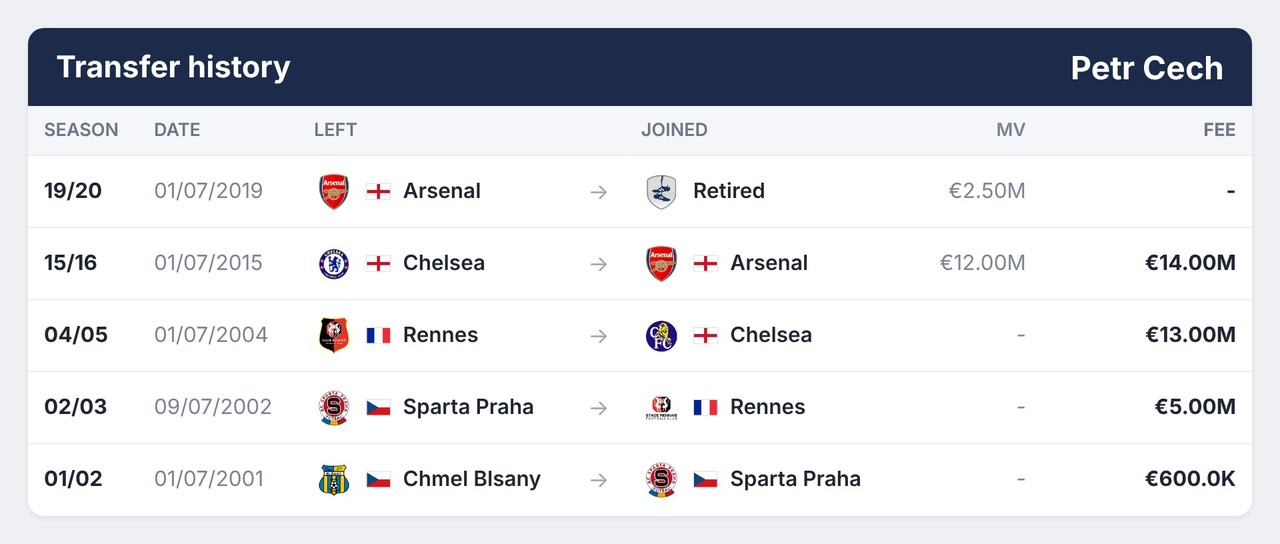 Transfer history Petr Cech
SEASON DATE LEFT JOINED MV FEE
19/20 01/07/2019 Arsenal Arsenal → Retired €2.50M -
15/16 01/07/2015 Chelsea → Arsenal Arsenal €12.00M €14.00M
04/05 01/07/2004 Rennes → Chelsea - €13.00M
02/03 09/07/2002 Sparta Praha → Rennes - €5.00M
01/02 01/07/2001 Chmel Blsany → Sparta Praha - €600.0K